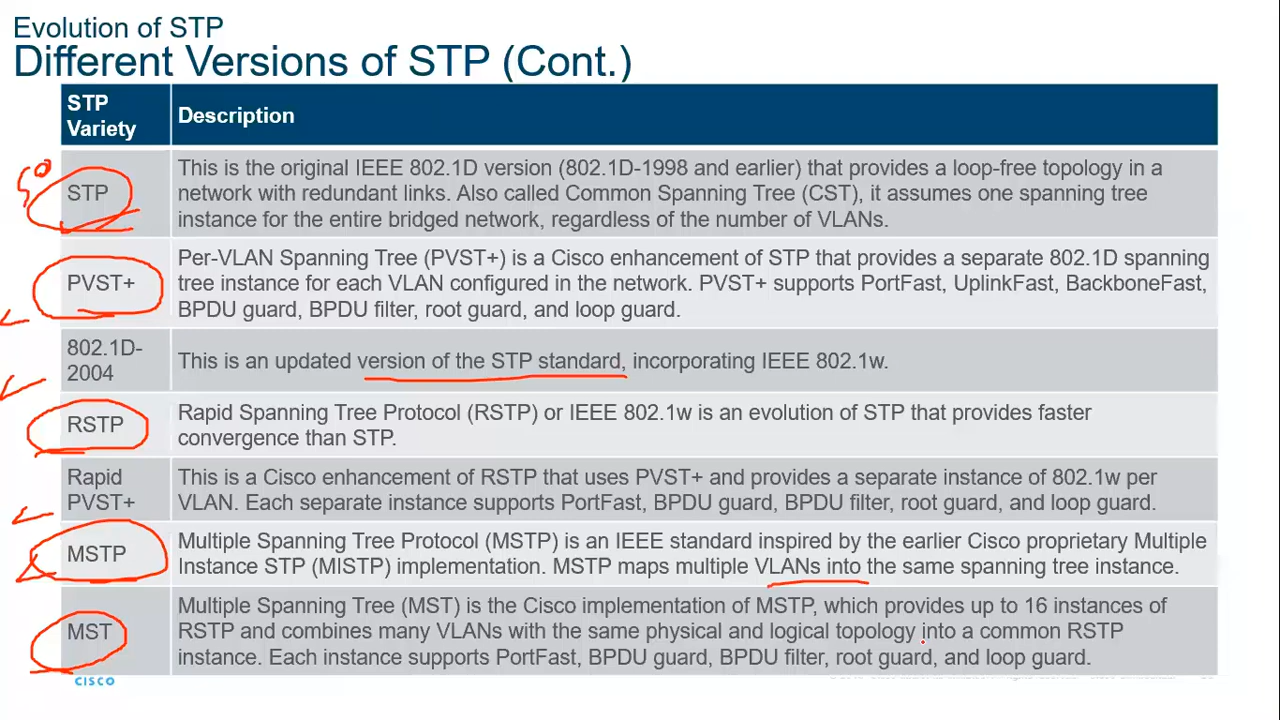 Evolution of STP
Different Versions of STP (Cont.)
STP
Variety
Description
STP
This is the original IEEE 802.1D version (802.1D-1998 and earlier) that provides a loop-free topology in a
network with redundant links. Also called Common Spanning Tree (CST), it assumes one spanning tree
instance for the entire bridged network, regardless of the number of VLANs.
PVST+
Per-VLAN Spanning Tree (PVST+) is a Cisco enhancement of STP that provides a separate 802.1D spanning
tree instance for each VLAN configured in the network. PVST+ supports PortFast, UplinkFast, BackboneFast,
BPDU guard, BPDU filter, root guard, and loop guard.
802.1D-
2004
This is an updated version of the STP standard, incorporating IEEE 802.1w.
RSTP
Rapid Spanning Tree Protocol (RSTP) or IEEE 802.1w is an evolution of STP that provides faster
convergence than STP.
Rapid
PVST+
This is a Cisco enhancement of RSTP that uses PVST+ and provides a separate instance of 802.1w per
VLAN. Each separate instance supports PortFast, BPDU guard, BPDU filter, root guard, and loop guard.
MSTP
Multiple Spanning Tree Protocol (MSTP) is an IEEE standard inspired by the earlier Cisco proprietary Multiple
Instance STP (MISTP) implementation. MSTP maps multiple VLANs into the same spanning tree instance.
MST
Multiple Spanning Tree (MST) is the Cisco implementation of MSTP, which provides up to 16 instances of
RSTP and combines many VLANs with the same physical and logical topology into a common RSTP
instance. Each instance supports PortFast, BPDU guard, BPDU filter, root guard, and loop guard.
CISCO